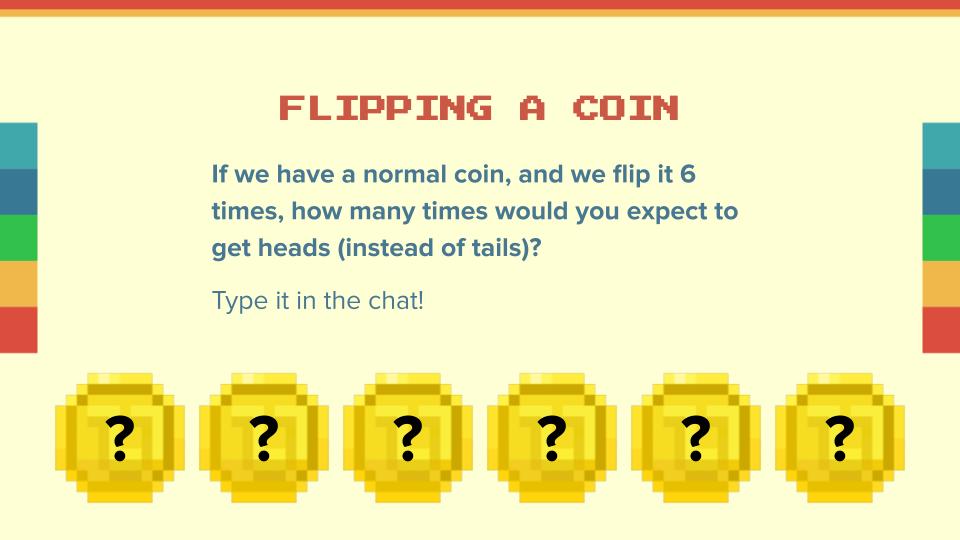 FLIPPING A COIN
If we have a normal coin, and we flip it 6
times, how many times would you expect to
get heads (instead of tails)?
Type it in the chat!
? ? ? ? ? ?